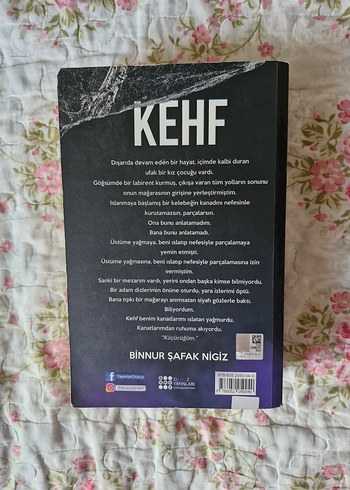 KEHF
Dışarıda devam eden bir hayat, içimde kalbi duran
ufak bir kız çocuğu vardı.
Göğsümde bir labirent kurmuş, çıkışa varan tüm yolların sonunu
onun mağarasının girişine yerleştirmiştim.
Islanmaya başlamış bir kelebeğin kanadını nefesinle
kurutamazsın, parçalarsın.
Ona bunu anlatamadım.
Bana bunu anlatamadı.
Üstüme yağmaya, beni ıslatıp nefesiyle parçalamaya
yemin etmişti.
Üstüme yağmasına, beni ıslatıp nefesiyle parçalamasına izin
vermiştim.
Sanki bir mezarım vardı, yerini ondan başka kimse bilmiyordu.
Bir adam dizlerimin önüne oturdu, yara izlerimi öptü.
Bana tıpkı bir mağarayı anımsatan siyah gözlerle baktı.
Biliyordum.
Kehf benim kanatlarımı ıslatan yağmurdu.
Kanatlarımdan ruhuma akıyordu.
"Küçücüğüm."
BİNNUR ŞAFAK NİGİZ
YAYINLARI